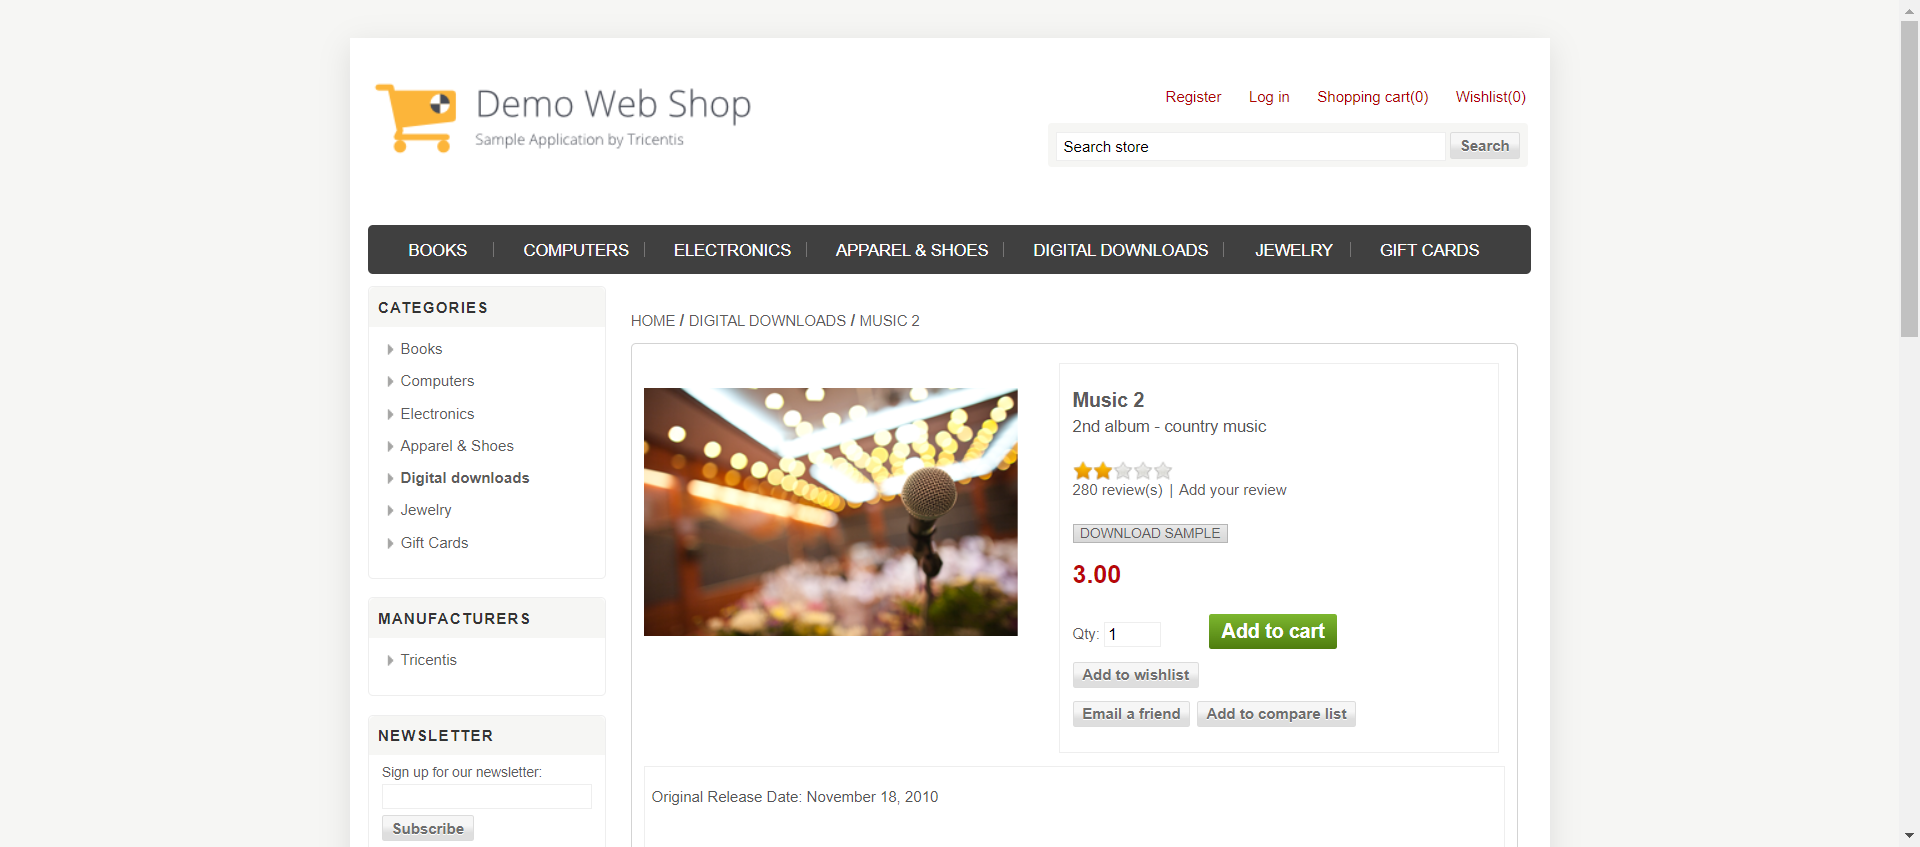 Demo Web Shop
Sample Application by Tricentis
Register Log in Shopping cart(0) Wishlist(0)
Search store Search
BOOKS COMPUTERS ELECTRONICS APPAREL & SHOES DIGITAL DOWNLOADS JEWELRY GIFT CARDS
CATEGORIES
Books
Computers
Electronics
Apparel & Shoes
Digital downloads
Jewelry
Gift Cards
MANUFACTURERS
Tricentis
NEWSLETTER
Sign up for our newsletter:
Subscribe
HOME / DIGITAL DOWNLOADS / MUSIC 2
Music 2
2nd album - country music
280 review(s) | Add your review
DOWNLOAD SAMPLE
3.00
Qty: 1 Add to cart
Add to wishlist
Email a friend Add to compare list
Original Release Date: November 18, 2010